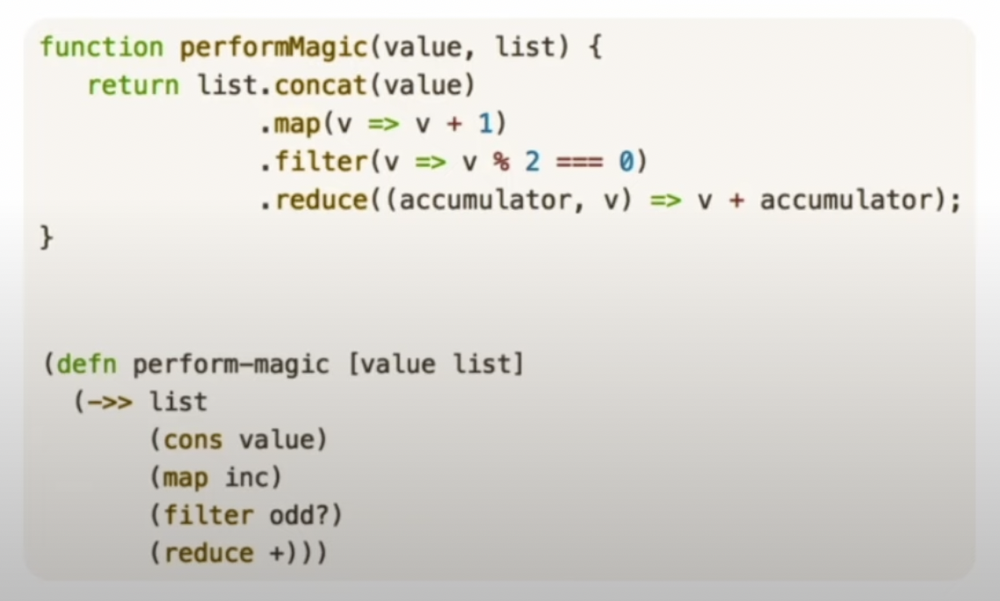 function performMagic(value, list) {
return list.concat(value)
.map(v => v + 1)
.filter(v => v % 2 === 0)
.reduce((accumulator, v) => v + accumulator);
}
(defn perform-magic [value list]
(->> list
(cons value)
(map inc)
(filter odd?)
(reduce +)))